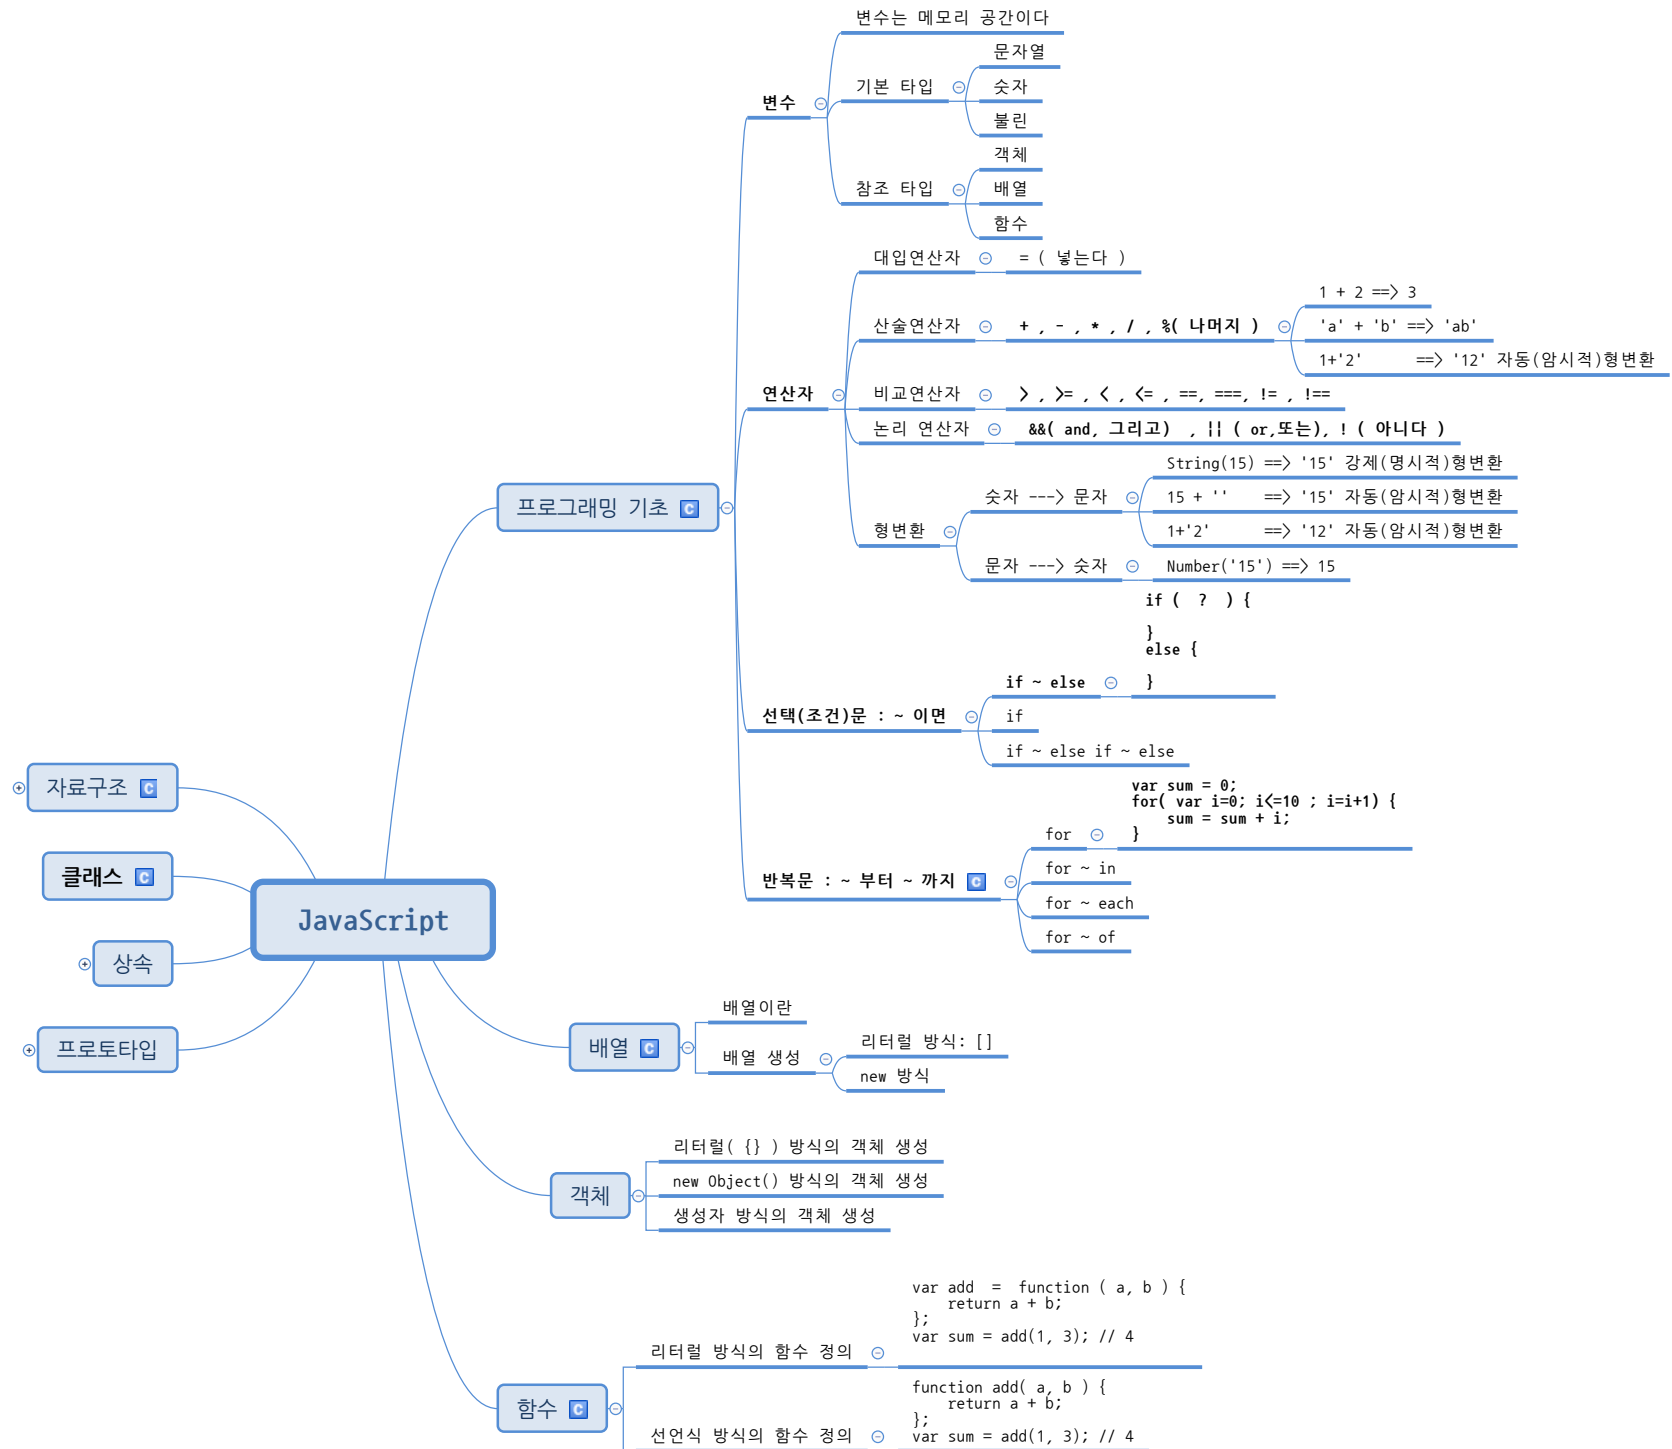 변수는 메모리 공간이다
문자열
기본 타입
숫자
변수
불린
객체
참조 타입
배열
함수
대입연산자
= ( 넣는다 )
1 + 2 ==> 3
산술연산자
+ , - , * , / , %( 나머지 )
'a' + 'b' ==> 'ab'
1+'2'      ==> '12' 자동(암시적)형변환
연산자
비교연산자
> , >= , < , <= , ==, ===, != , !==
논리 연산자
&&( and, 그리고)  , || ( or,또는), ! ( 아니다 )
String(15) ==> '15' 강제(명시적)형변환
숫자 ---> 문자
15 + ''    ==> '15' 자동(암시적)형변환
프로그래밍 기초 C
형변환
1+'2'      ==> '12' 자동(암시적)형변환
문자 ---> 숫자
Number('15') ==> 15
if (  ?  ) {
}
else {
}
if ~ else
선택(조건)문 : ~ 이면
if
if ~ else if ~ else
var sum = 0;
for( var i=0; i<=10 ; i=i+1) {
    sum = sum + i;
}
for
반복문 : ~ 부터 ~ 까지 C
for ~ in
for ~ each
for ~ of
자료구조 C
클래스 C
JavaScript
상속
프로토타입
배열이란
배열 C
배열 생성
리터럴 방식: []
new 방식
리터럴( {} ) 방식의 객체 생성
객체
new Object() 방식의 객체 생성
생성자 방식의 객체 생성
var add  =  function ( a, b ) {
    return a + b;
};
var sum = add(1, 3); // 4
리터럴 방식의 함수 정의
함수 C
function add( a, b ) {
    return a + b;
};
var sum = add(1, 3); // 4
선언식 방식의 함수 정의